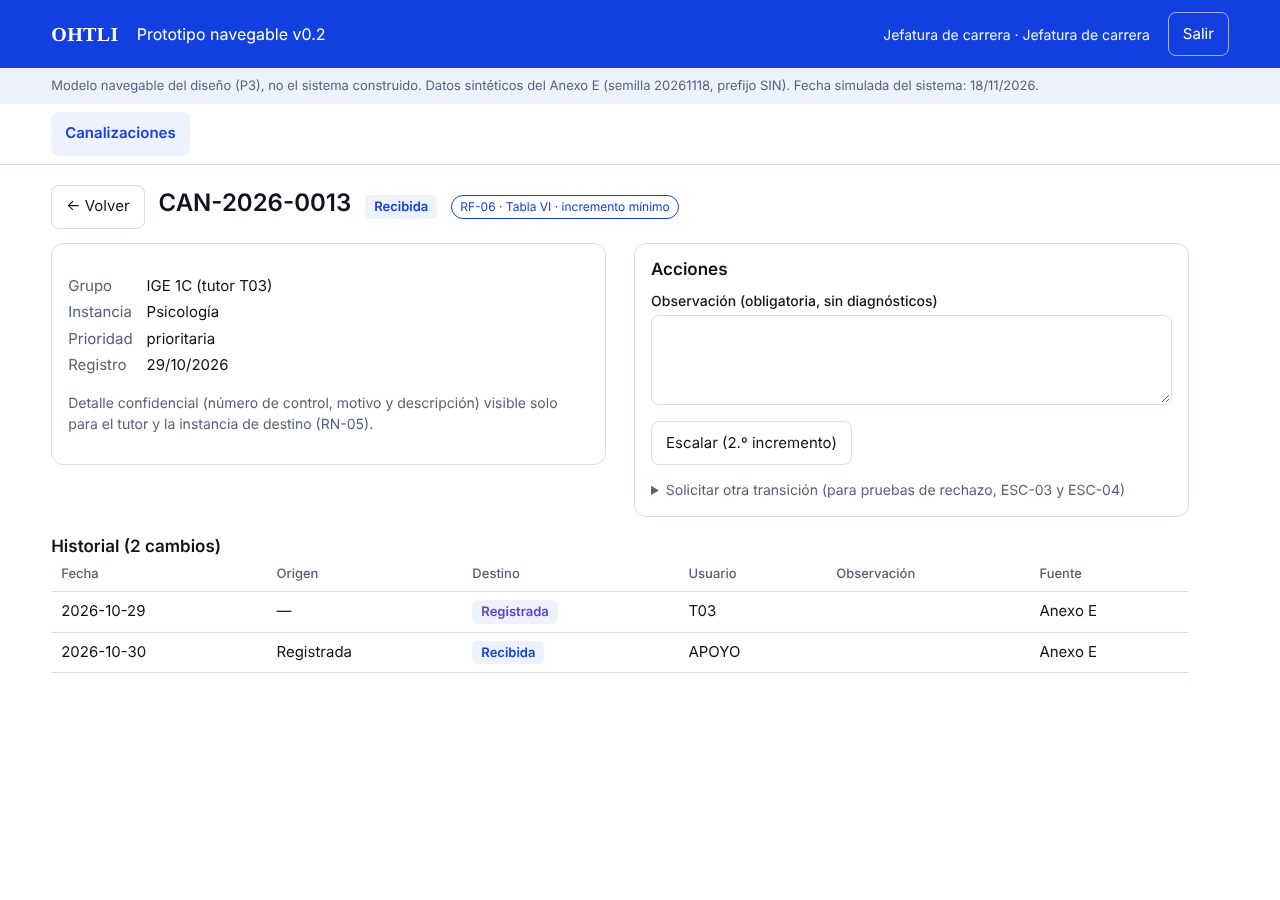 OHTLI Prototipo navegable v0.2 Jefatura de carrera · Jefatura de carrera Salir
Modelo navegable del diseño (P3), no el sistema construido. Datos sintéticos del Anexo E (semilla 20261118, prefijo SIN). Fecha simulada del sistema: 18/11/2026.
Canalizaciones
← Volver CAN-2026-0013 Recibida RF-06 · Tabla VI · incremento mínimo
Grupo IGE 1C (tutor T03)
Instancia Psicología
Prioridad prioritaria
Registro 29/10/2026
Detalle confidencial (número de control, motivo y descripción) visible solo
para el tutor y la instancia de destino (RN-05).
Acciones
Observación (obligatoria, sin diagnósticos)
Escalar (2.º incremento)
▶ Solicitar otra transición (para pruebas de rechazo, ESC-03 y ESC-04)
Historial (2 cambios)
Fecha Origen Destino Usuario Observación Fuente
2026-10-29 — Registrada T03 Anexo E
2026-10-30 Registrada Recibida APOYO Anexo E